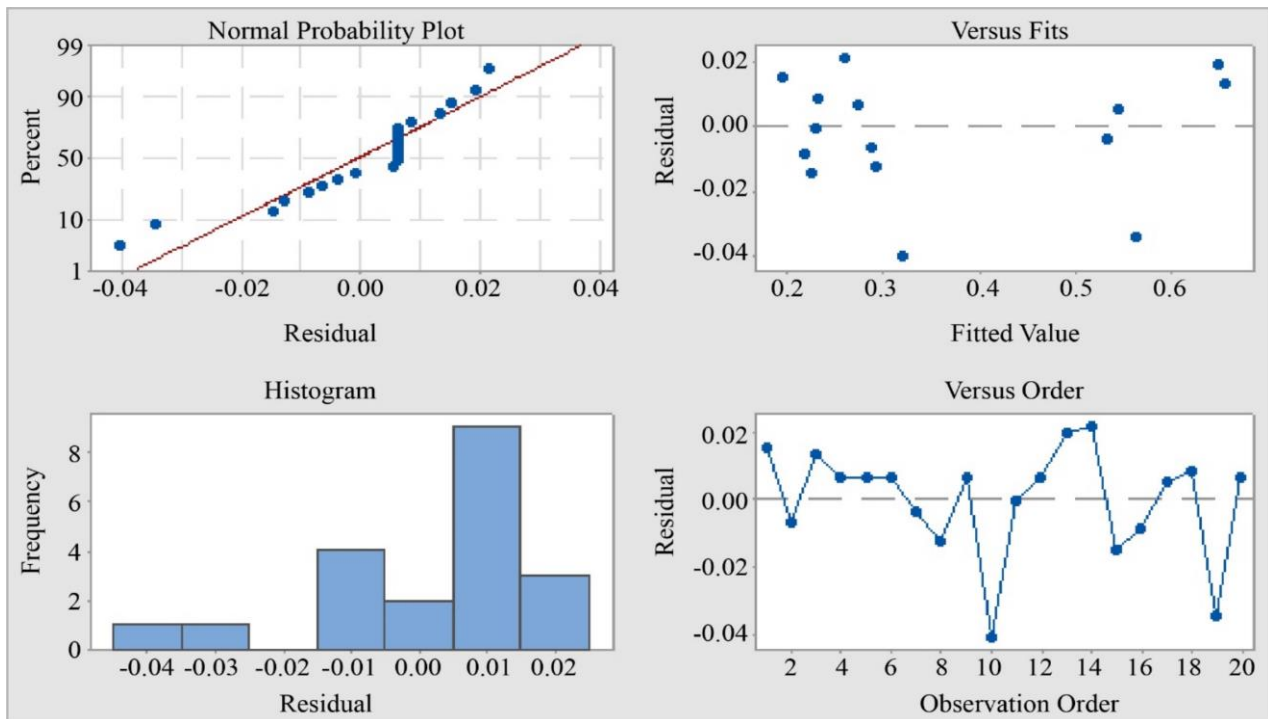 Normal Probability Plot
99
90
50
10
1
Percent
-0.04 -0.02 0.00 0.02 0.04
Residual
Versus Fits
0.02
0.00
-0.02
-0.04
Residual
0.2 0.3 0.4 0.5 0.6
Fitted Value
Histogram
8
6
4
2
0
Frequency
-0.04 -0.03 -0.02 -0.01 0.00 0.01 0.02
Residual
Versus Order
0.02
0.00
-0.02
-0.04
Residual
2 4 6 8 10 12 14 16 18 20
Observation Order